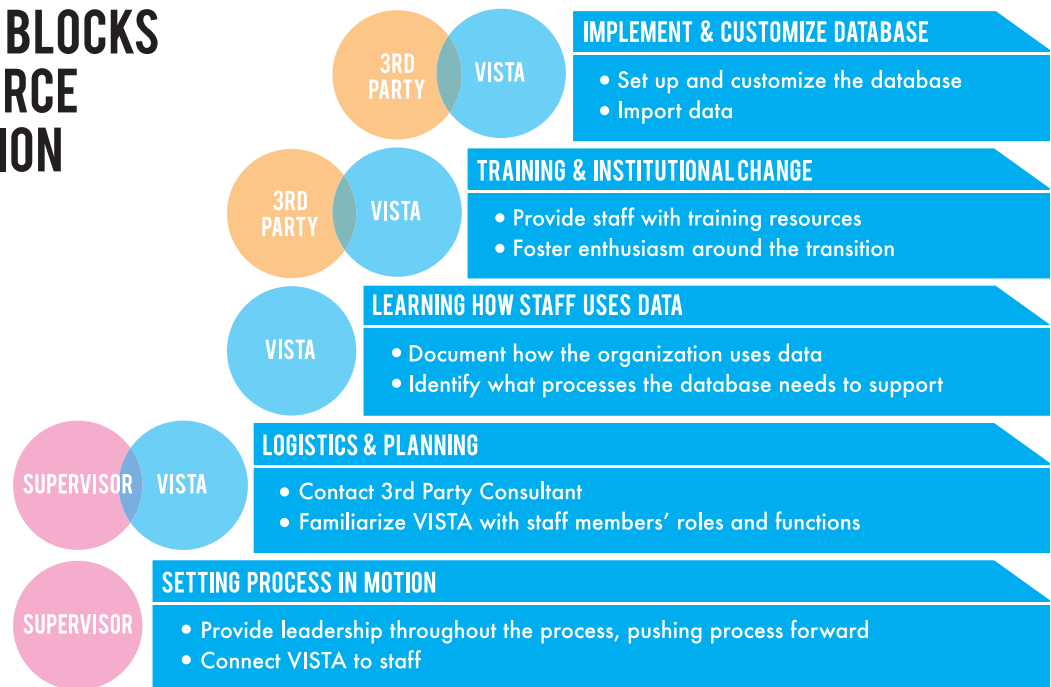 BLOCKS
RCE
ION
3RD
PARTY
VISTA
IMPLEMENT & CUSTOMIZE DATABASE
• Set up and customize the database
• Import data
3RD
PARTY
VISTA
TRAINING & INSTITUTIONAL CHANGE
• Provide staff with training resources
• Foster enthusiasm around the transition
VISTA
LEARNING HOW STAFF USES DATA
• Document how the organization uses data
• Identify what processes the database needs to support
SUPERVISOR
VISTA
LOGISTICS & PLANNING
• Contact 3rd Party Consultant
• Familiarize VISTA with staff members’ roles and functions
SUPERVISOR
SETTING PROCESS IN MOTION
• Provide leadership throughout the process, pushing process forward
• Connect VISTA to staff